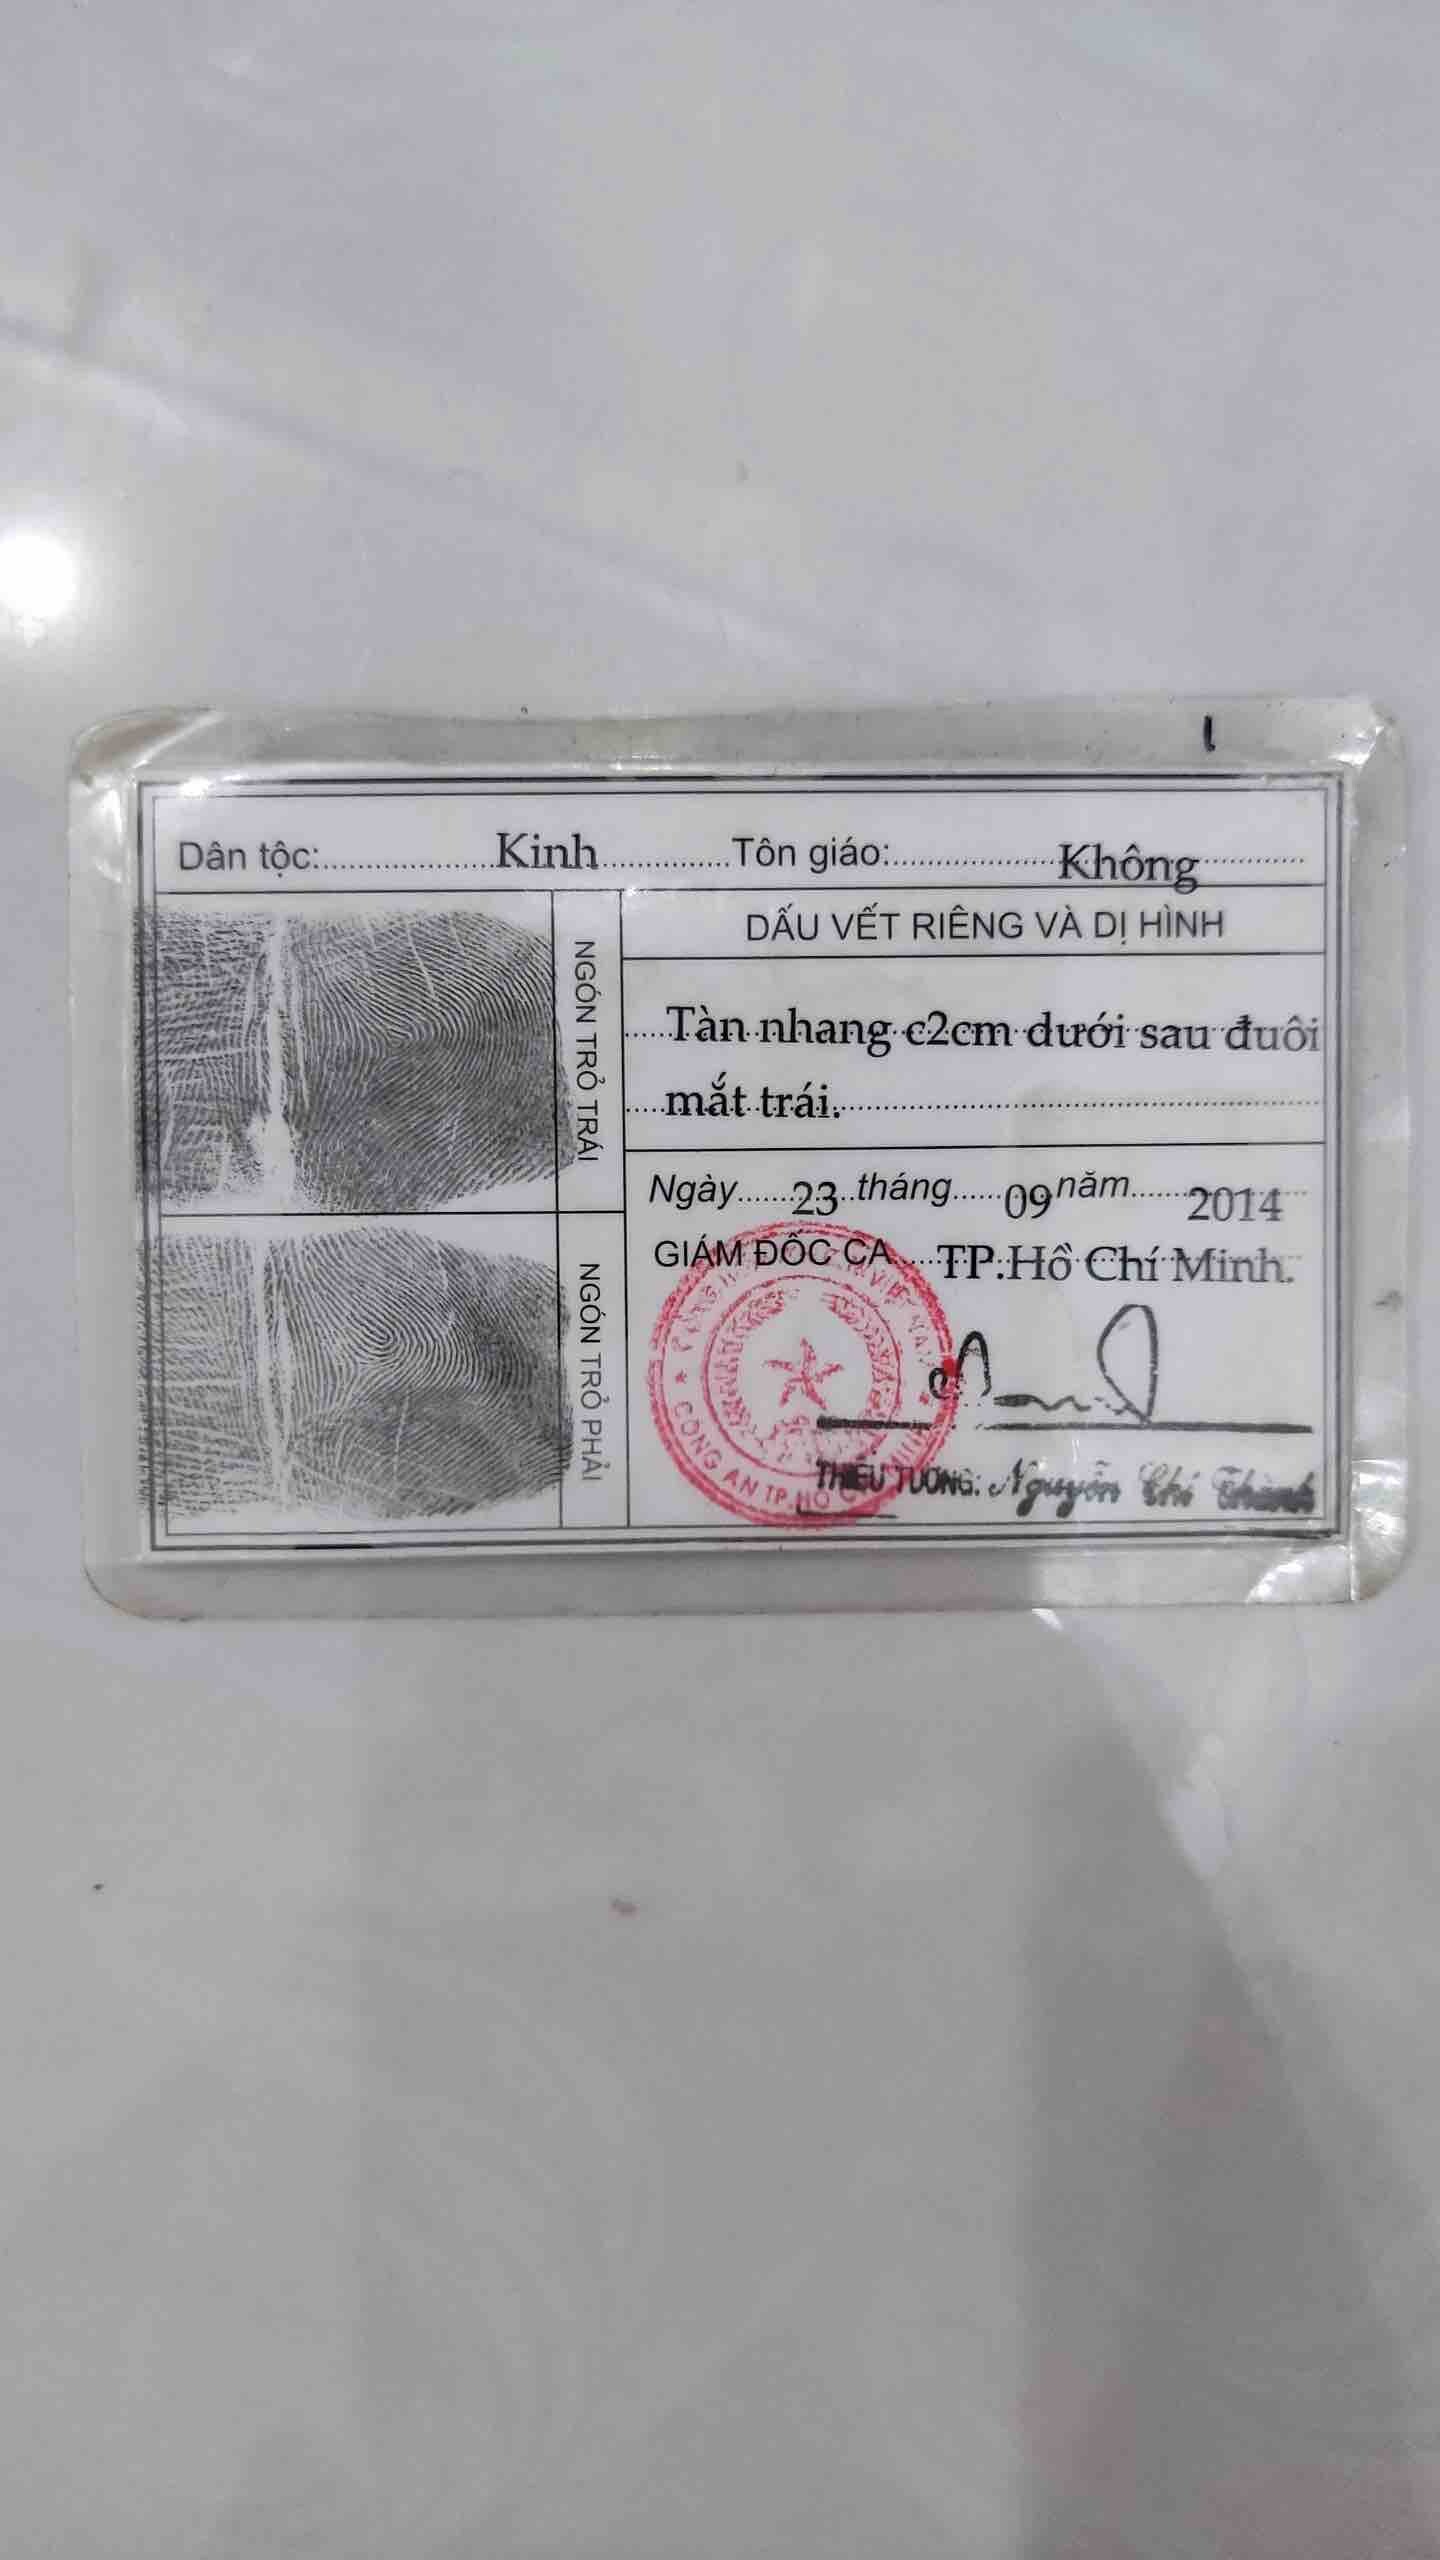 Dân tộc: Kinh Tôn giáo: Không
DẤU VẾT RIÊNG VÀ DỊ HÌNH
NGÓN TRỎ TRÁI
Tàn nhang c2cm dưới sau đuôi
mắt trái.
Ngày 23 tháng 09 năm 2014
GIÁM ĐỐC CA TP.Hồ Chí Minh.
NGÓN TRỎ PHẢI
CÔNG AN TP.HỒ
THIẾU TƯỚNG: Nguyễn Chí Thành